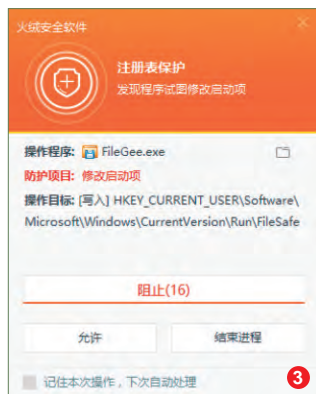 火绒安全软件
注册表保护
发现程序试图修改启动项
操作程序: FileGee.exe
防护项目: 修改启动项
操作目标: [写入] HKEY_CURRENT_USER\Software\
Microsoft\Windows\CurrentVersion\Run\FileSafe
阻止(16)
允许 结束进程
记住本次操作，下次自动处理
3